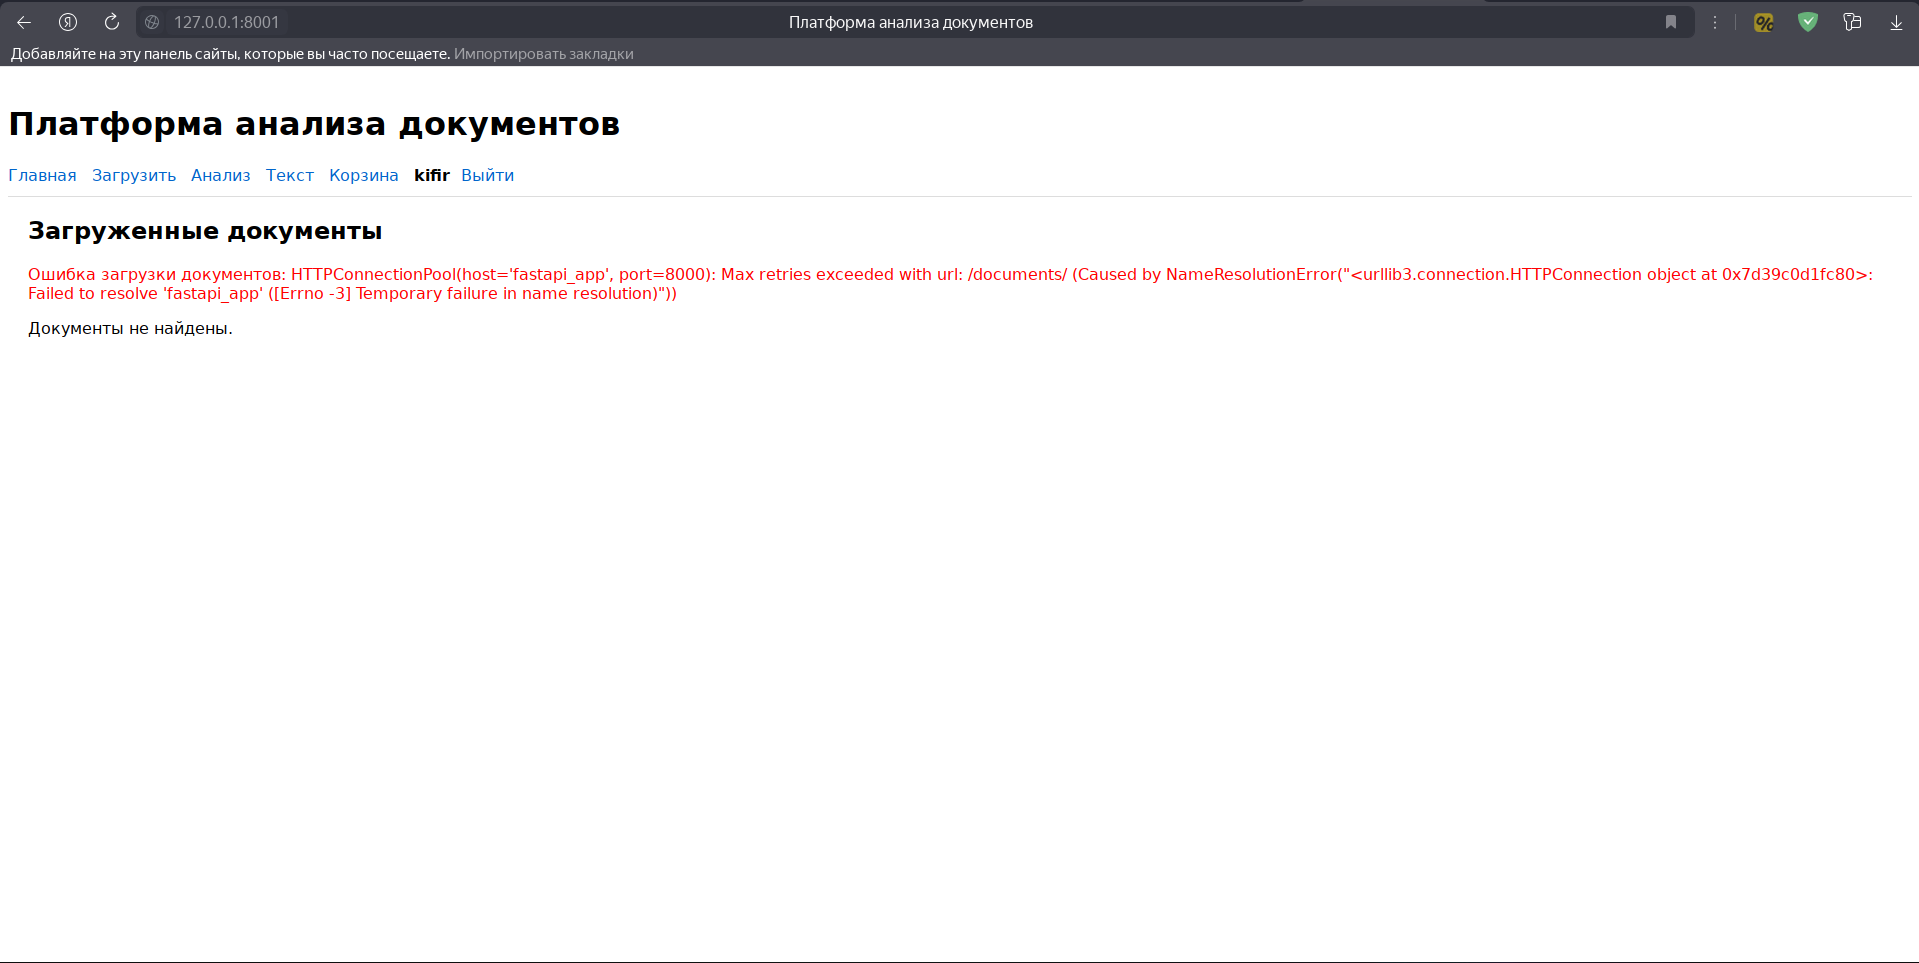 127.0.0.1:8001
Платформа анализа документов
Добавляйте на эту панель сайты, которые вы часто посещаете. Импортировать закладки
Платформа анализа документов
Главная Загрузить Анализ Текст Корзина kifir Выйти
Загруженные документы
Ошибка загрузки документов: HTTPConnectionPool(host='fastapi_app', port=8000): Max retries exceeded with url: /documents/ (Caused by NameResolutionError("<urllib3.connection.HTTPConnection object at 0x7d39c0d1fc80>:
Failed to resolve 'fastapi_app' ([Errno -3] Temporary failure in name resolution)"))
Документы не найдены.